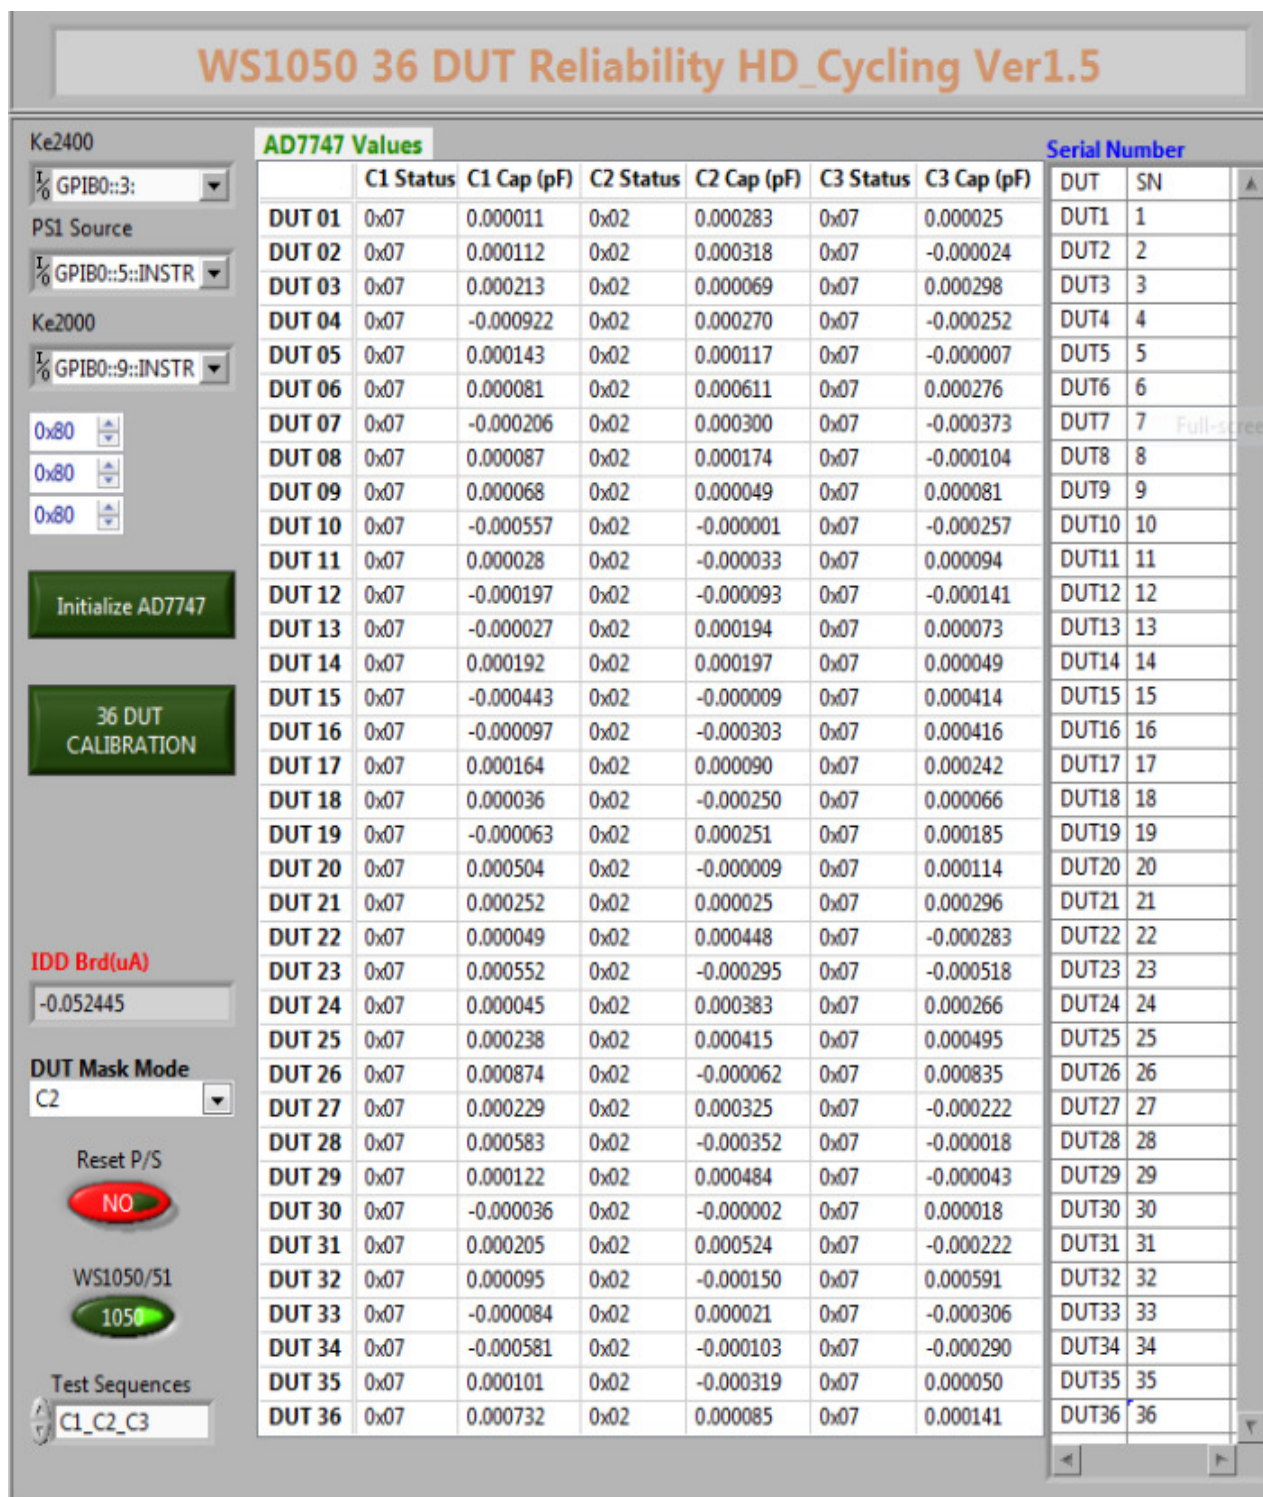 WS1050 36 DUT Reliability HD_Cycling Ver1.5
Ke2400
GPIB0::3:
PS1 Source
GPIB0::5::INSTR
Ke2000
GPIB0::9::INSTR
0x80
0x80
0x80
Initialize AD7747
36 DUT
CALIBRATION
IDD Brd(uA)
-0.052445
DUT Mask Mode
C2
Reset P/S
NO
WS1050/51
1050
Test Sequences
C1_C2_C3
AD7747 Values
C1 Status C1 Cap (pF) C2 Status C2 Cap (pF) C3 Status C3 Cap (pF)
DUT 01 0x07 0.000011 0x02 0.000283 0x07 0.000025
DUT 02 0x07 0.000112 0x02 0.000318 0x07 -0.000024
DUT 03 0x07 0.000213 0x02 0.000069 0x07 0.000298
DUT 04 0x07 -0.000922 0x02 0.000270 0x07 -0.000252
DUT 05 0x07 0.000143 0x02 0.000117 0x07 -0.000007
DUT 06 0x07 0.000081 0x02 0.000611 0x07 0.000276
DUT 07 0x07 -0.000206 0x02 0.000300 0x07 -0.000373
DUT 08 0x07 0.000087 0x02 0.000174 0x07 -0.000104
DUT 09 0x07 0.000068 0x02 0.000049 0x07 0.000081
DUT 10 0x07 -0.000557 0x02 -0.000001 0x07 -0.000257
DUT 11 0x07 0.000028 0x02 -0.000033 0x07 0.000094
DUT 12 0x07 -0.000197 0x02 -0.000093 0x07 -0.000141
DUT 13 0x07 -0.000027 0x02 0.000194 0x07 0.000073
DUT 14 0x07 0.000192 0x02 0.000197 0x07 0.000049
DUT 15 0x07 -0.000443 0x02 -0.000009 0x07 0.000414
DUT 16 0x07 -0.000097 0x02 -0.000303 0x07 0.000416
DUT 17 0x07 0.000164 0x02 0.000090 0x07 0.000242
DUT 18 0x07 0.000036 0x02 -0.000250 0x07 0.000066
DUT 19 0x07 -0.000063 0x02 0.000251 0x07 0.000185
DUT 20 0x07 0.000504 0x02 -0.000009 0x07 0.000114
DUT 21 0x07 0.000252 0x02 0.000025 0x07 0.000296
DUT 22 0x07 0.000049 0x02 0.000448 0x07 -0.000283
DUT 23 0x07 0.000552 0x02 -0.000295 0x07 -0.000518
DUT 24 0x07 0.000045 0x02 0.000383 0x07 0.000266
DUT 25 0x07 0.000238 0x02 0.000415 0x07 0.000495
DUT 26 0x07 0.000874 0x02 -0.000062 0x07 0.000835
DUT 27 0x07 0.000229 0x02 0.000325 0x07 -0.000222
DUT 28 0x07 0.000583 0x02 -0.000352 0x07 -0.000018
DUT 29 0x07 0.000122 0x02 0.000484 0x07 -0.000043
DUT 30 0x07 -0.000036 0x02 -0.000002 0x07 0.000018
DUT 31 0x07 0.000205 0x02 0.000524 0x07 -0.000222
DUT 32 0x07 0.000095 0x02 -0.000150 0x07 0.000591
DUT 33 0x07 -0.000084 0x02 0.000021 0x07 -0.000306
DUT 34 0x07 -0.000581 0x02 -0.000103 0x07 -0.000290
DUT 35 0x07 0.000101 0x02 -0.000319 0x07 0.000050
DUT 36 0x07 0.000732 0x02 0.000085 0x07 0.000141
Serial Number
DUT SN
DUT1 1
DUT2 2
DUT3 3
DUT4 4
DUT5 5
DUT6 6
DUT7 7
DUT8 8
DUT9 9
DUT10 10
DUT11 11
DUT12 12
DUT13 13
DUT14 14
DUT15 15
DUT16 16
DUT17 17
DUT18 18
DUT19 19
DUT20 20
DUT21 21
DUT22 22
DUT23 23
DUT24 24
DUT25 25
DUT26 26
DUT27 27
DUT28 28
DUT29 29
DUT30 30
DUT31 31
DUT32 32
DUT33 33
DUT34 34
DUT35 35
DUT36 36